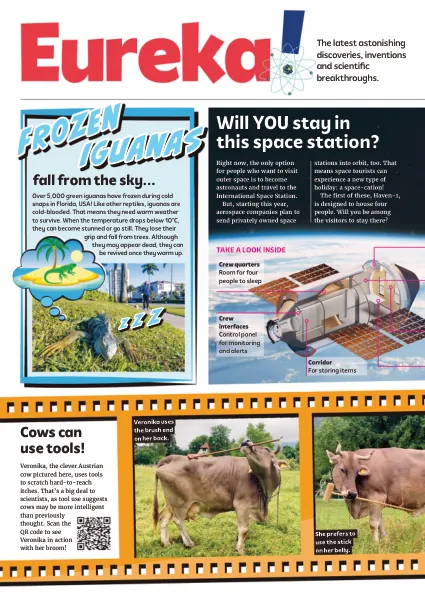 Eureka!
The latest astonishing
discoveries, inventions
and scientific
breakthroughs.
FROZEN
IGUANAS
fall from the sky...
Over 5,000 green iguanas have frozen during cold
snaps in Florida, USA! Like other reptiles, iguanas are
cold-blooded. That means they need warm weather
to survive. When the temperature drops below 10°C,
they can become stunned or go still. They lose their
grip and fall from trees. Although
they may appear dead, they can
be revived once they warm up.
z z z
Will YOU stay in
this space station?
Right now, the only option
for people who want to visit
outer space is to become
astronauts and travel to the
International Space Station.
But, starting this year,
aerospace companies plan to
send privately owned space
stations into orbit, too. That
means space tourists can
experience a new type of
holiday: a space-cation!
The first of these, Haven-1,
is designed to house four
people. Will you be among
the visitors to stay there?
TAKE A LOOK INSIDE
Crew quarters
Room for four
people to sleep
Crew
interfaces
Control panel
for monitoring
and alerts
Corridor
For storing items
Cows can
use tools!
Veronika, the clever Austrian
cow pictured here, uses tools
to scratch hard-to-reach
itches. That's a big deal to
scientists, as tool use suggests
cows may be more intelligent
than previously
thought. Scan the
QR code to see
Veronika in action
with her broom!
Veronika uses
the brush end
on her back.
She prefers to
use the stick
on her belly.